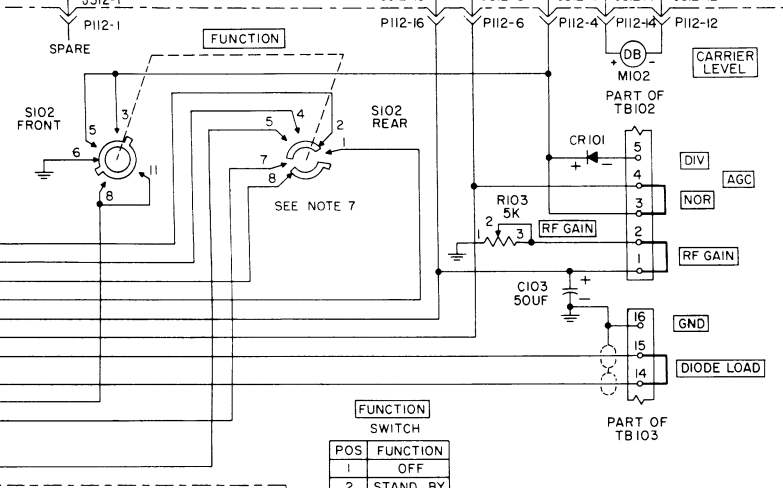 P112-1
P112-16
P112-6
P112-4
P112-14
P112-12
SPARE
FUNCTION
+ DB -
M102
CARRIER
LEVEL
PART OF
TB102
S102
FRONT
5
3
6
11
8
S102
REAR
5
4
2
1
7
8
SEE NOTE 7
CR101
+ -
5
DIV
4
AGC
3
NOR
R103
5K
1
2
3
RF GAIN
2
1
RF GAIN
C103
50UF
+
-
16
GND
15
14
DIODE LOAD
PART OF
TB103
FUNCTION
SWITCH
POS FUNCTION
1 OFF
2 STAND BY